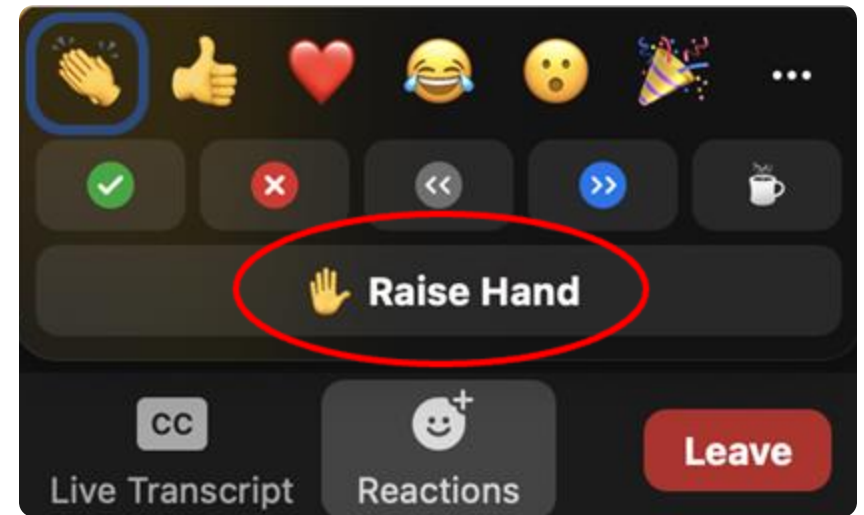 Raise Hand
CC
Live Transcript
Reactions
Leave